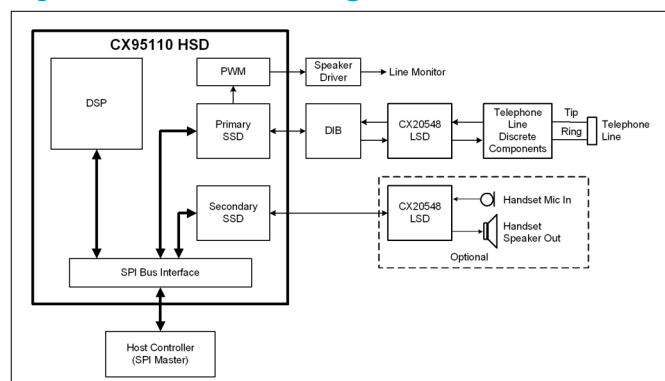 CX95110 HSD
DSP
PWM
Speaker
Driver
Line Monitor
Primary
SSD
DIB
CX20548
LSD
Telephone
Line
Discrete
Components
Tip
Ring
Telephone
Line
Secondary
SSD
CX20548
LSD
Handset Mic In
Handset
Speaker Out
Optional
SPI Bus Interface
Host Controller
(SPI Master)